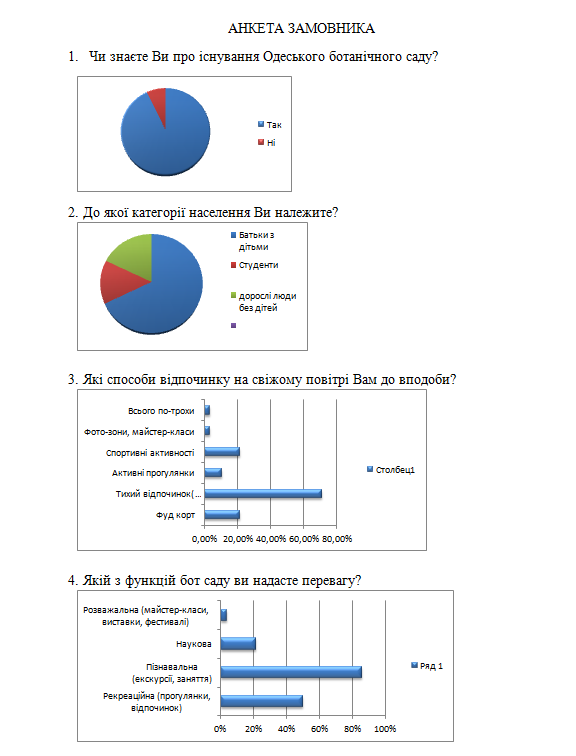 АНКЕТА ЗАМОВНИКА
1. Чи знаєте Ви про існування Одеського ботанічного саду?
Так
Ні
2. До якої категорії населення Ви належите?
Батьки з
дітьми
Студенти
дорослі люди
без дітей
3. Які способи відпочинку на свіжому повітрі Вам до вподоби?
Всього по-трохи
Фото-зони, майстер-класи
Спортивні активності
Активні прогулянки
Тихий відпочинок(...
Фуд корт
Столбец1
0,00% 20,00% 40,00% 60,00% 80,00%
4. Якій з функцій бот саду ви надасте перевагу?
Розважальна (майстер-класи,
виставки, фестивалі)
Наукова
Пізнавальна
(екскурсії, заняття)
Рекреаційна (прогулянки,
відпочинок)
Ряд 1
0% 20% 40% 60% 80% 100%